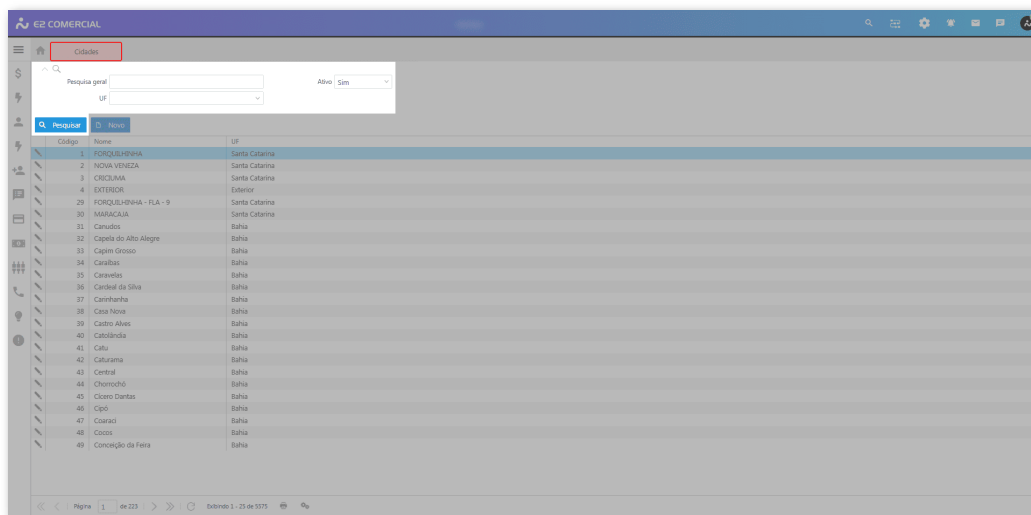 E2 COMERCIAL
Cidades
Pesquisa geral Ativo Sim
UF
Pesquisar Novo
Código Nome UF
1 FORQUILHINHA Santa Catarina
2 NOVA VENEZA Santa Catarina
3 CRICIUMA Santa Catarina
4 EXTERIOR Exterior
29 FORQUILHINHA - FLA - 9 Santa Catarina
30 MARACAJA Santa Catarina
31 Canudos Bahia
32 Capela do Alto Alegre Bahia
33 Capim Grosso Bahia
34 Caraíbas Bahia
35 Caravelas Bahia
36 Cardeal da Silva Bahia
37 Carinhanha Bahia
38 Casa Nova Bahia
39 Castro Alves Bahia
40 Catolândia Bahia
41 Catu Bahia
42 Caturama Bahia
43 Central Bahia
44 Chorrochó Bahia
45 Cícero Dantas Bahia
46 Cipó Bahia
47 Coaraci Bahia
48 Cocos Bahia
49 Conceição da Feira Bahia
Página 1 de 223 Exibindo 1 - 25 de 5575